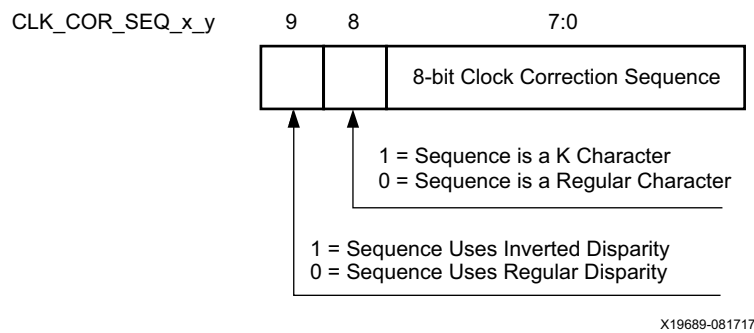 CLK_COR_SEQ_x_y 9 8 7:0
8-bit Clock Correction Sequence
1 = Sequence is a K Character
0 = Sequence is a Regular Character
1 = Sequence Uses Inverted Disparity
0 = Sequence Uses Regular Disparity
X19689-081717